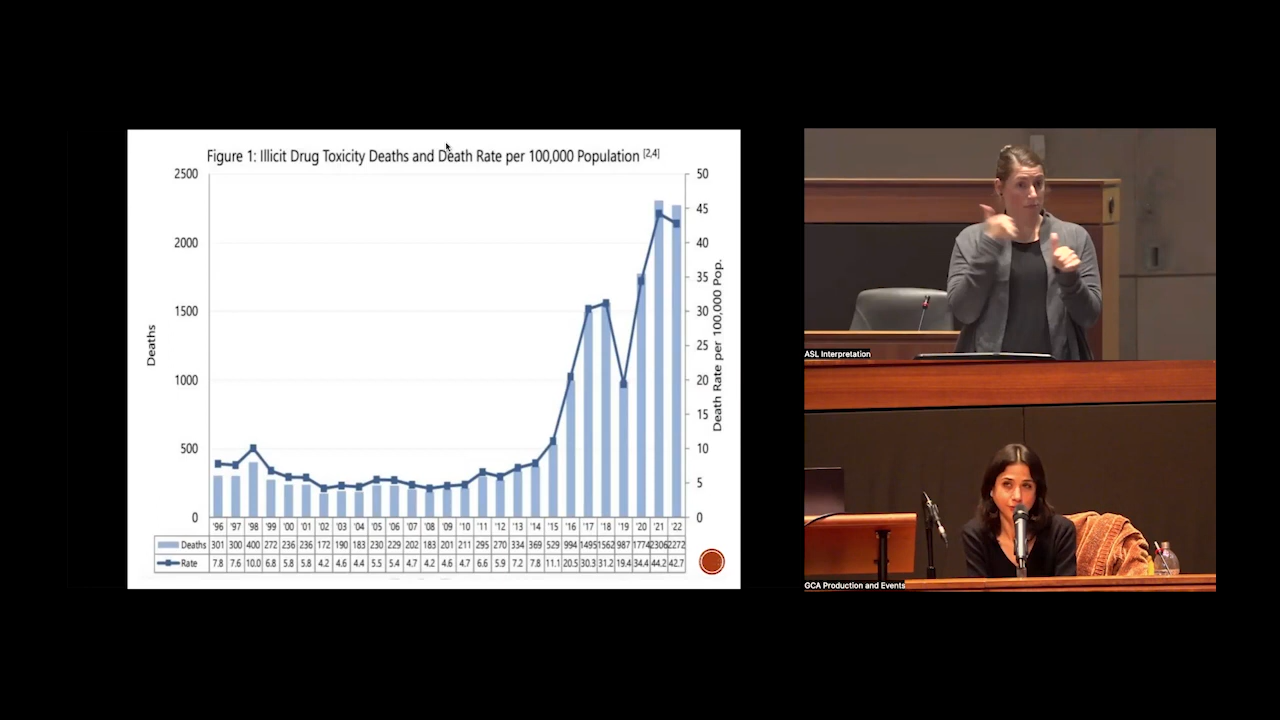 Figure 1: Illicit Drug Toxicity Deaths and Death Rate per 100,000 Population [2,4]
2500
2000
1500
1000
500
0
Deaths
50
45
40
35
30
25
20
15
10
5
0
Death Rate per 100,000 Pop.
'96 '97 '98 '99 '00 '01 '02 '03 '04 '05 '06 '07 '08 '09 '10 '11 '12 '13 '14 '15 '16 '17 '18 '19 '20 '21 '22
Deaths 301 300 400 272 236 236 172 190 183 230 229 202 183 201 211 295 270 334 369 529 994 1495 1562 987 1774 2306 2272
Rate 7.8 7.6 10.0 6.8 5.8 5.8 4.2 4.6 4.4 5.5 5.4 4.7 4.2 4.6 4.7 6.6 5.9 7.2 7.8 11.1 20.5 30.3 31.2 19.4 34.4 44.2 42.7
ASL Interpretation
GCA Production and Events